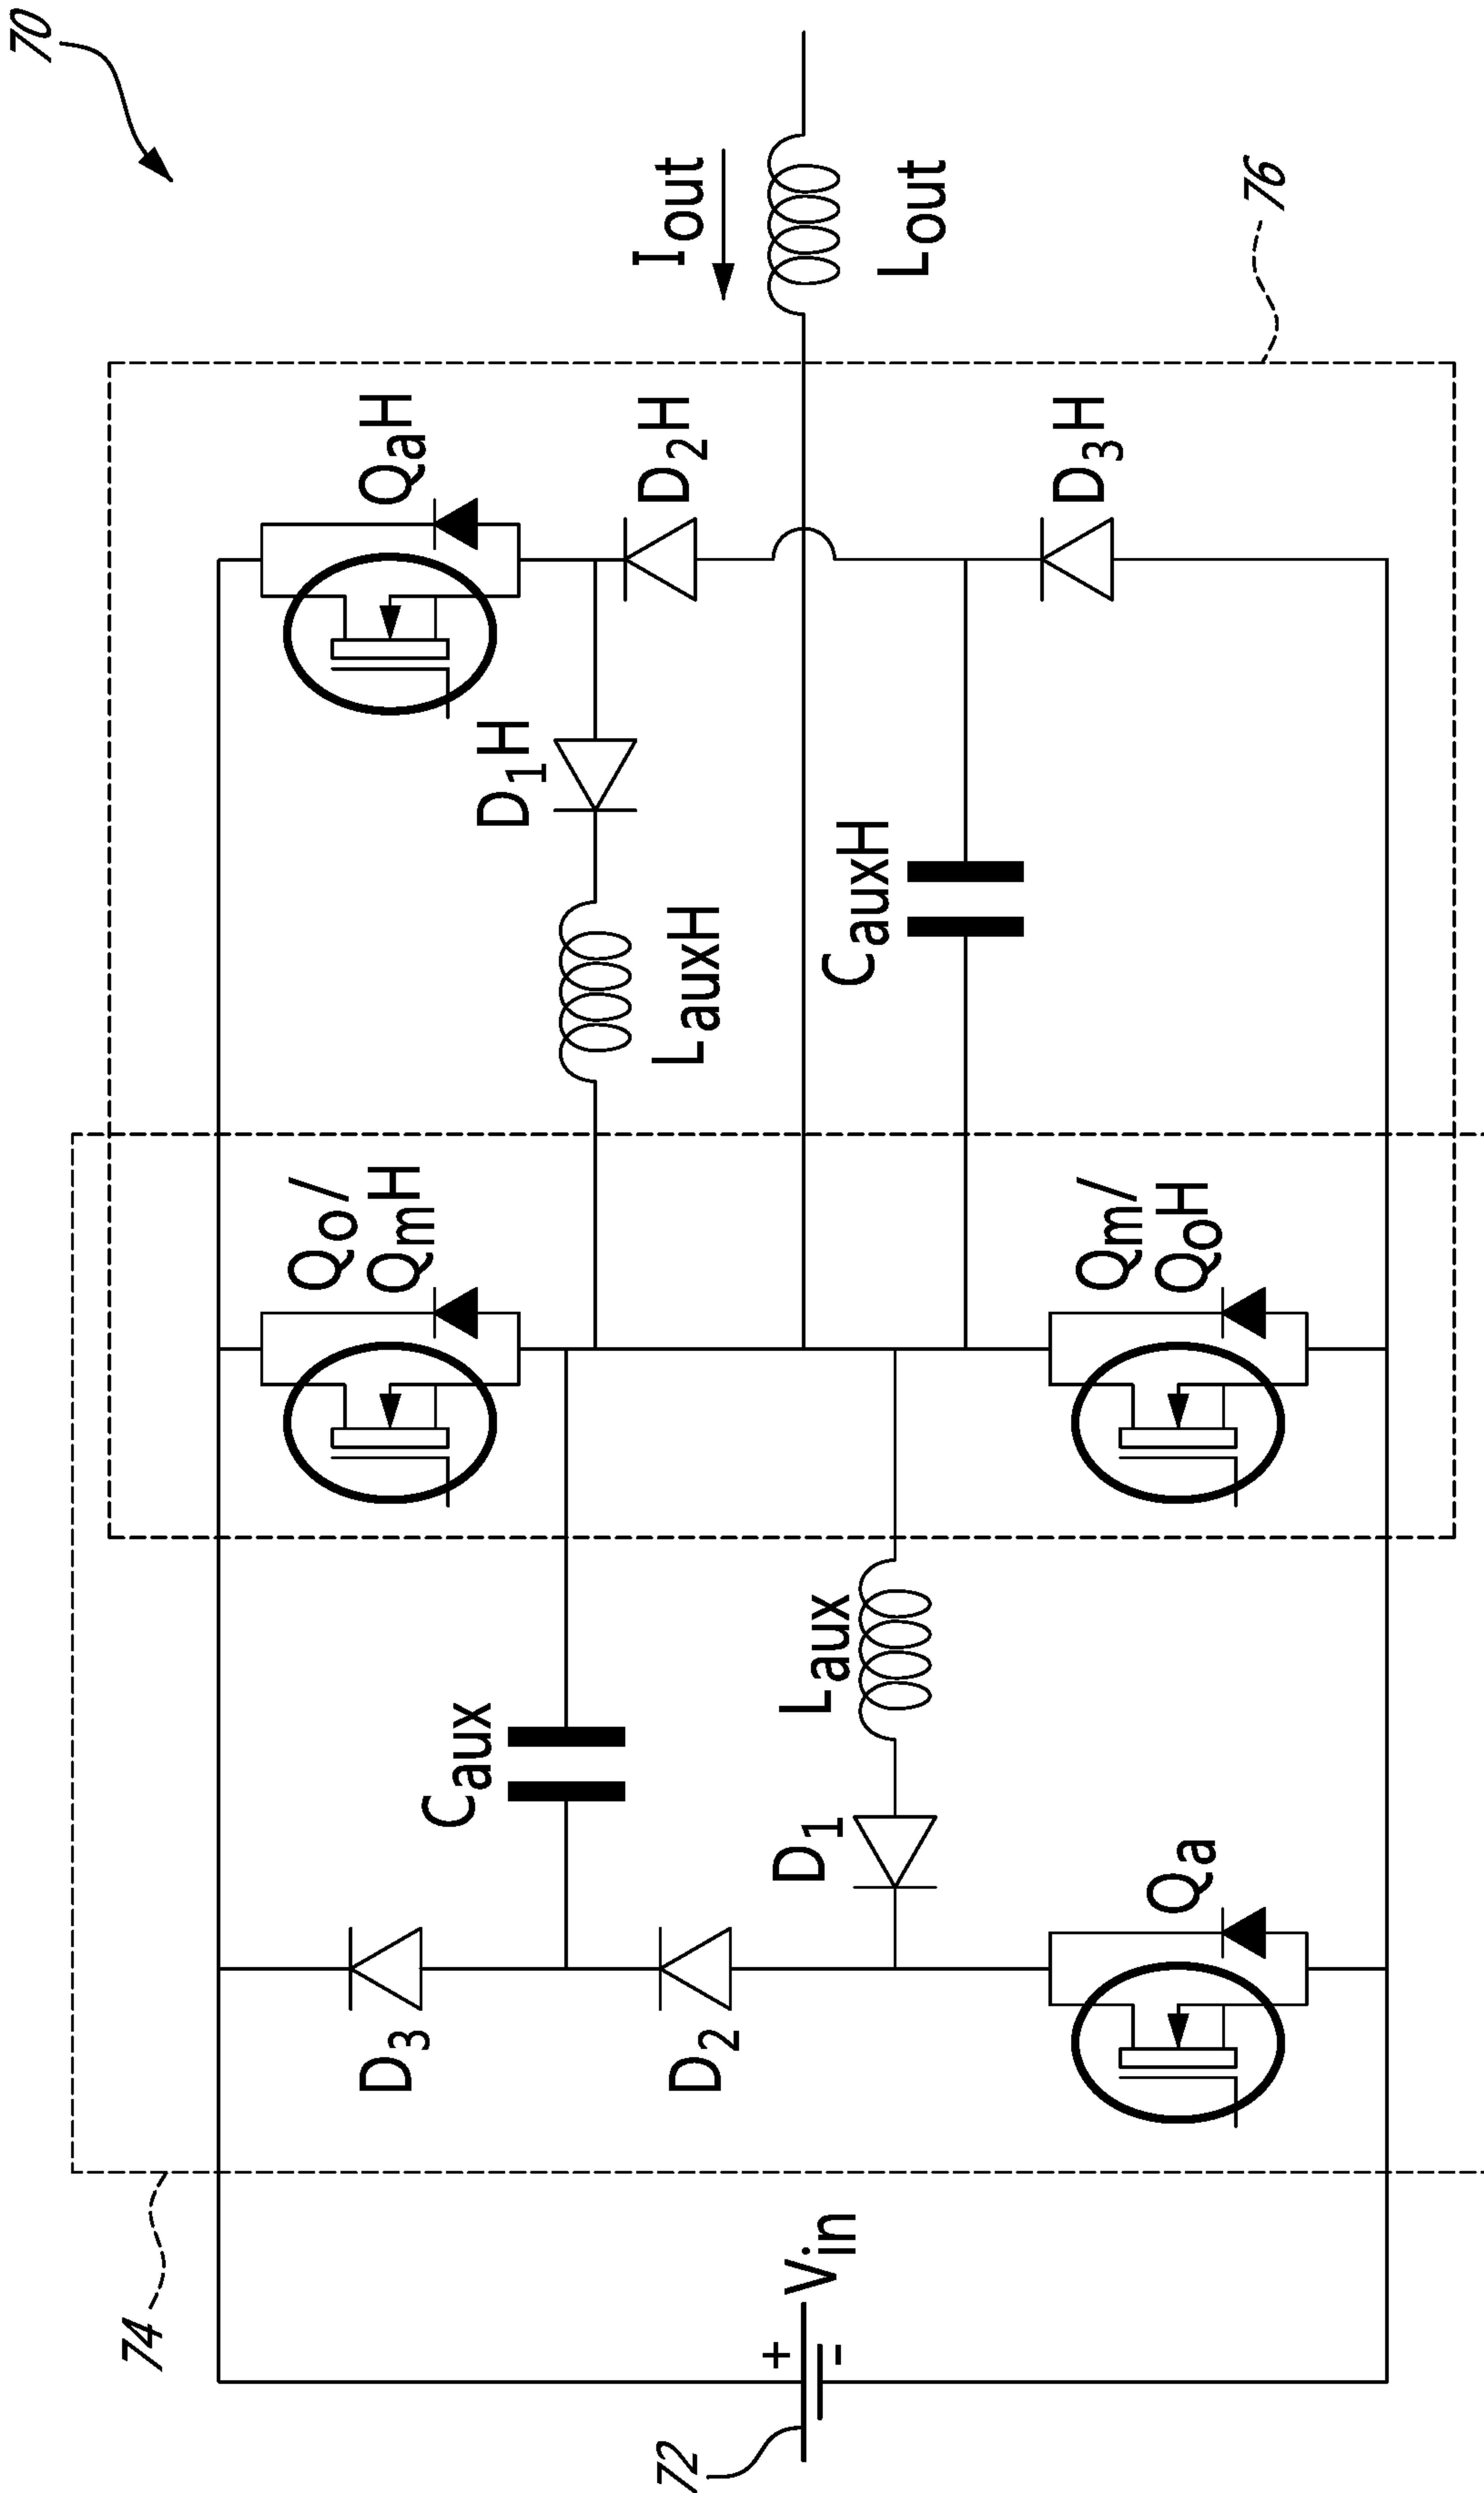 70
Iout
Lout
76
QaH
D2H
D3H
D1H
LauxH
CauxH
Qo/
QmH
Qm/
QoH
Caux
Laux
D1
Qa
D3
D2
74
+
Vin
-
72